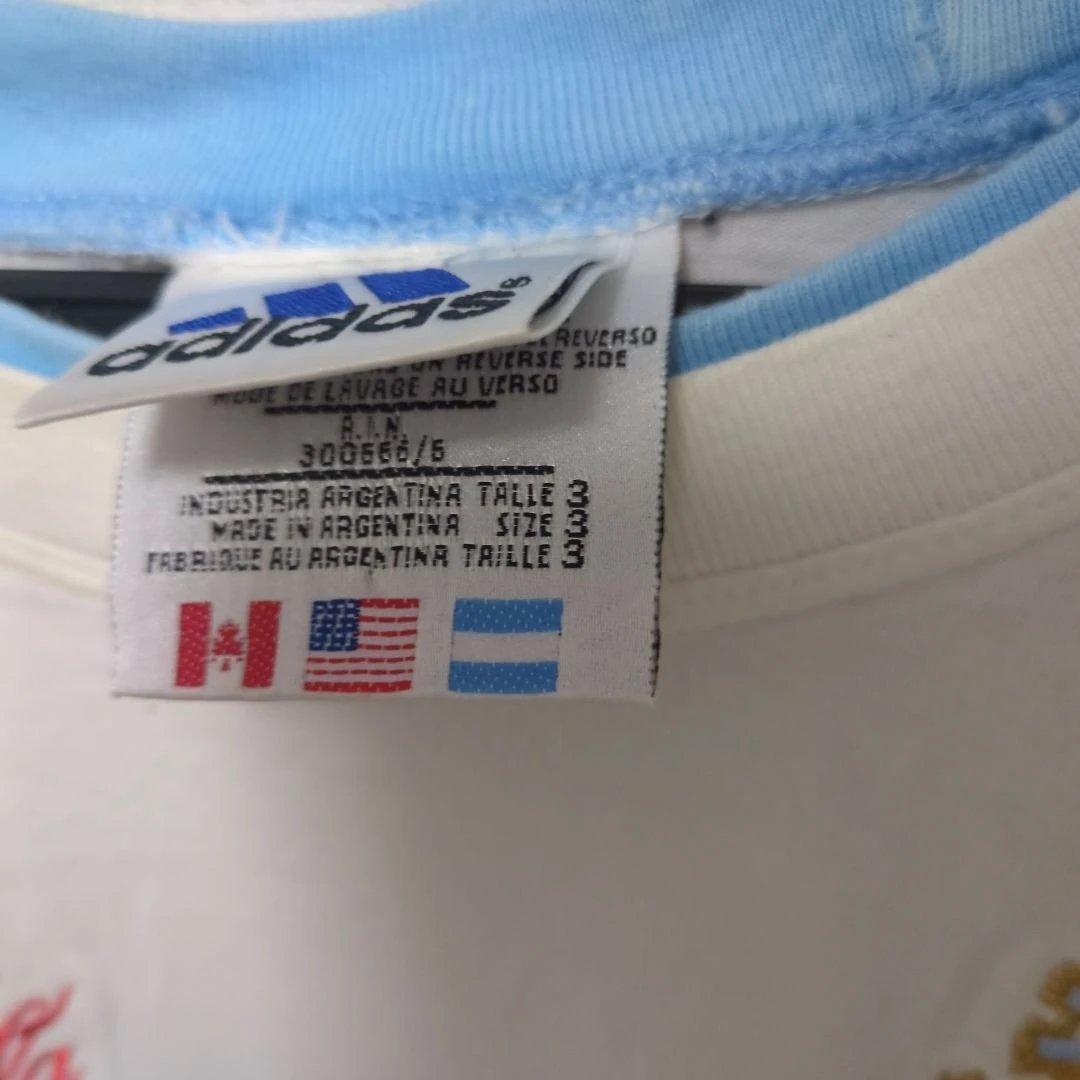 adidas®
REVERSO
ON REVERSE SIDE
MODE DE LAVAGE AU VERSO
R.I.N.
300666/6
INDUSTRIA ARGENTINA TALLE 3
MADE IN ARGENTINA SIZE 3
FABRIQUE AU ARGENTINA TAILLE 3